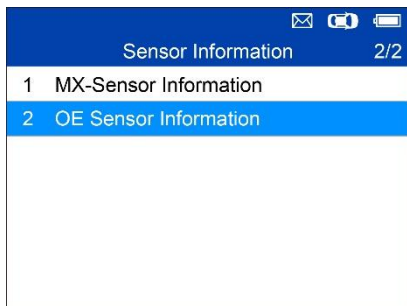 Sensor Information 2/2
1 MX-Sensor Information
2 OE Sensor Information